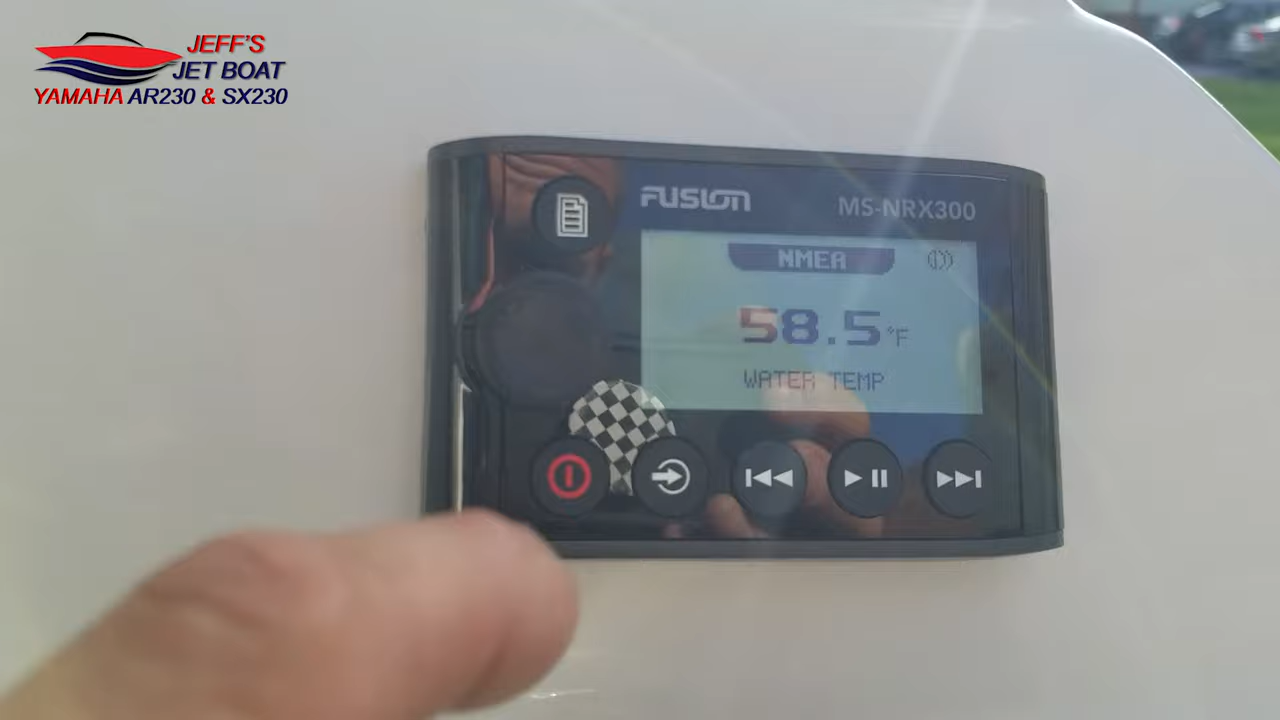 JEFF'S
JET BOAT
YAMAHA AR230 & SX230
FUSION
MS-NRX300
NMEA
58.5°F
WATER TEMP